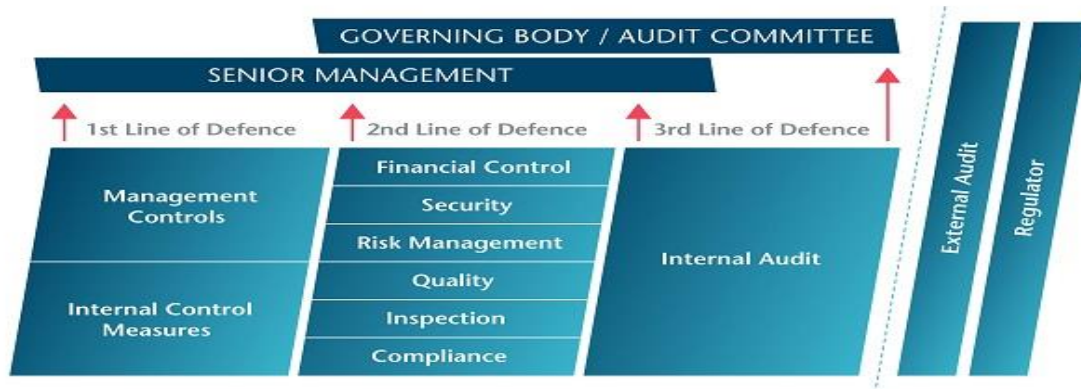 GOVERNING BODY / AUDIT COMMITTEE
SENIOR MANAGEMENT
1st Line of Defence
2nd Line of Defence
3rd Line of Defence
Management
Controls
Internal Control
Measures
Financial Control
Security
Risk Management
Quality
Inspection
Compliance
Internal Audit
External Audit
Regulator